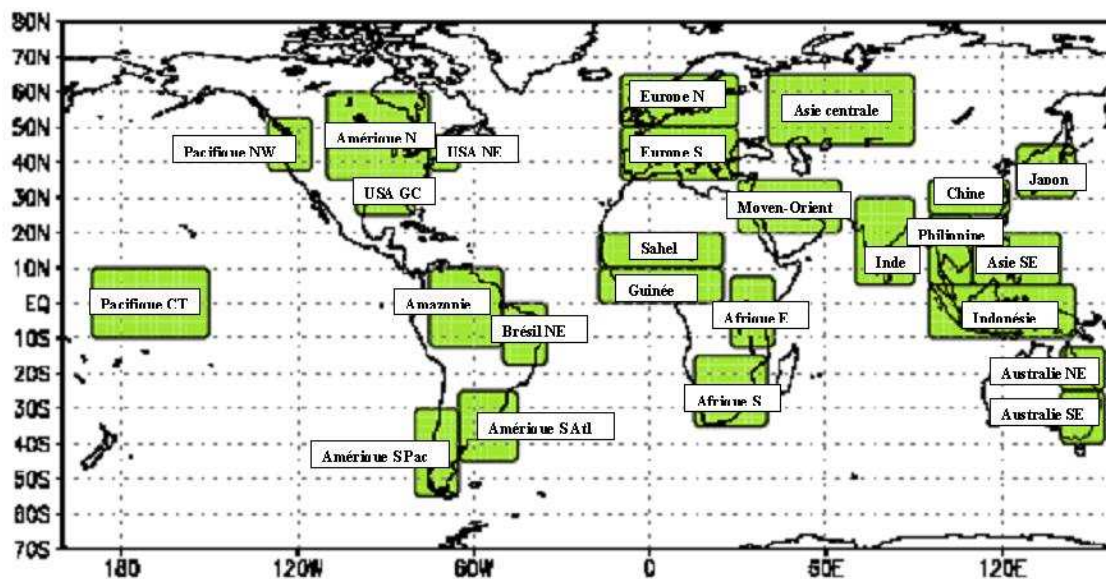 80N
70N
60N
50N
40N
30N
20N
10N
EQ
10S
20S
30S
40S
50S
60S
70S
Europe N
Asie centrale
Pacifique NW
Amérique N
USA NE
Europe S
USA GC
Moyen-Orient
Chine
Japon
Sahel
Inde
Philippine
Asie SE
Pacifique CT
Amazonie
Guinée
Afrique E
Indonésie
Brésil NE
Australie NE
Afrique S
Australie SE
Amérique S Atl
Amérique S Pac
180
120W
60W
0
60E
120E